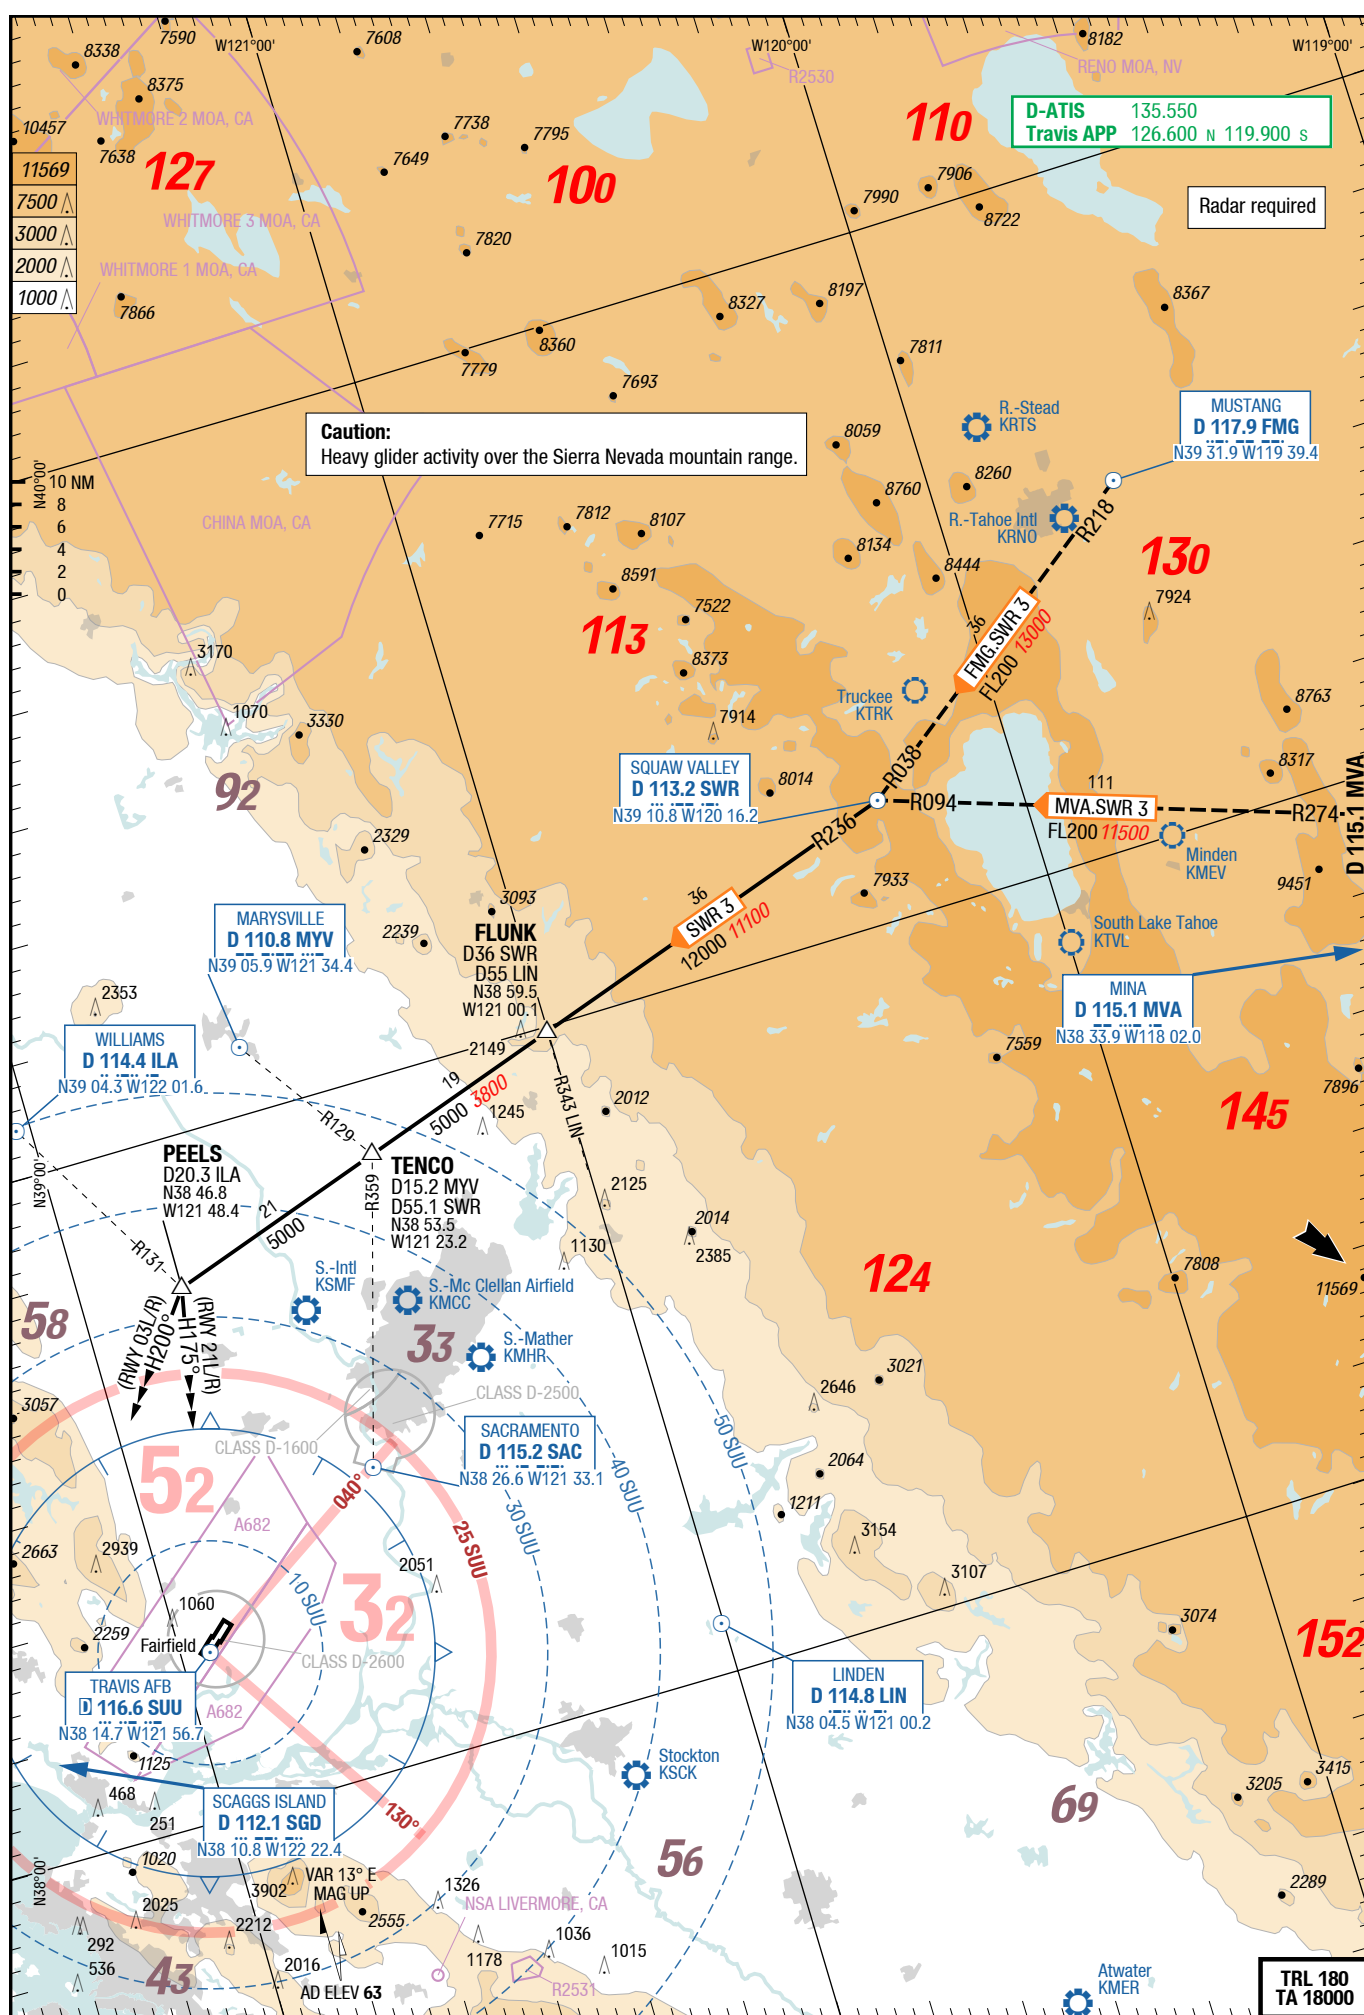 7590
W121°00'
7608
W120°00'
8182
W119°00'
8338
RENO MOA, NV
R2530
8375
WHITMORE 2 MOA, CA
D-ATIS 135.550
Travis APP 126.600 N 119.900 S
110
10457
7638
7738
7795
7649
127
100
11569
7500
3000
2000
1000
7906
7990
8722
Radar required
WHITMORE 3 MOA, CA
7820
WHITMORE 1 MOA, CA
7866
8327
8197
8367
8360
7779
7811
7693
Caution:
Heavy glider activity over the Sierra Nevada mountain range.
R.-Stead
KRTS
MUSTANG
D 117.9 FMG
N39 31.9 W119 39.4
8059
N40°00'
10 NM
8
6
4
2
0
8260
8760
CHINA MOA, CA
7715
7812
8107
R.-Tahoe Intl
KRNO
R218
8134
8444
130
8591
7522
7924
113
36
FMG.SWR 3
FL200 13000
3170
8373
Truckee
KTRK
1070
3330
7914
8763
SQUAW VALLEY
D 113.2 SWR
N39 10.8 W120 16.2
8014
R038
8317
92
111
R094
MVA.SWR 3
R274
FL200 11500
D 115.1 MVA
R236
2329
Minden
KMEV
9451
7933
36
SWR 3
12000 11100
3093
MARYSVILLE
D 110.8 MYV
N39 05.9 W121 34.4
2239
FLUNK
D36 SWR
D55 LIN
N38 59.5
W121 00.1
South Lake Tahoe
KTVL
MINA
D 115.1 MVA
N38 33.9 W118 02.0
2353
WILLIAMS
D 114.4 ILA
N39 04.3 W122 01.6
2149
7559
7896
19
5000 3800
1245
R343 LIN
2012
145
R129
PEELS
D20.3 ILA
N38 46.8
W121 48.4
N39°00'
R359
TENCO
D15.2 MYV
D55.1 SWR
N38 53.5
W121 23.2
2125
21
5000
2014
2385
R131
1130
S.-Intl
KSMF
S.-Mc Clellan Airfield
KMCC
124
7808
11569
58
(RWY 03L/R)
H200°
H175°
(RWY 21L/R)
33
S.-Mather
KMHR
3021
2646
CLASS D-2500
3057
CLASS D-1600
SACRAMENTO
D 115.2 SAC
N38 26.6 W121 33.1
50 SUU
40 SUU
30 SUU
52
040°
2064
1211
A682
25 SUU
3154
2663
2939
2051
3107
10 SUU
32
1060
3074
2259
Fairfield
CLASS D-2600
152
TRAVIS AFB
D 116.6 SUU
N38 14.7 W121 56.7
A682
LINDEN
D 114.8 LIN
N38 04.5 W121 00.2
1125
Stockton
KSCK
3415
3205
468
251
SCAGGS ISLAND
D 112.1 SGD
N38 10.8 W122 22.4
130°
69
56
N38°00'
1020
VAR 13° E
MAG UP
3902
1326
NSA LIVERMORE, CA
2289
2025
2555
292
2212
1036
1178
1015
536
43
2016
AD ELEV 63
R2531
Atwater
KMER
TRL 180
TA 18000